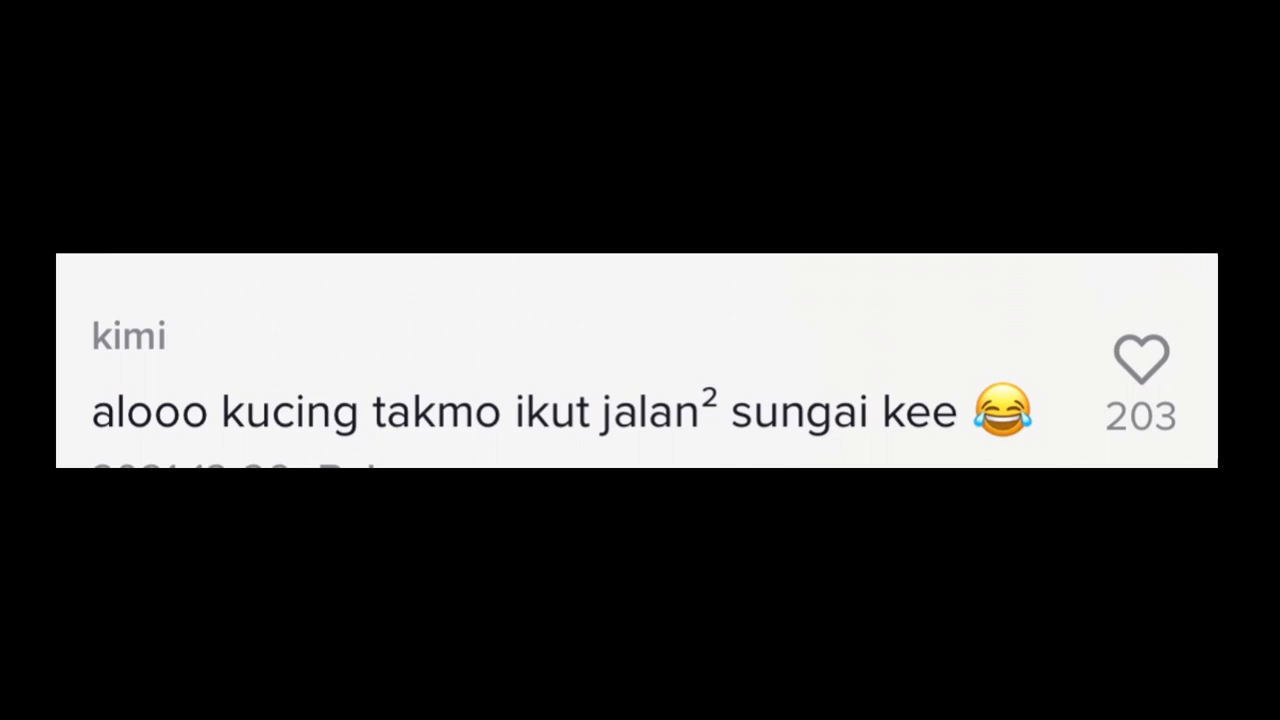 kimi
alooo kucing takmo ikut jalan² sungai kee 😂
203